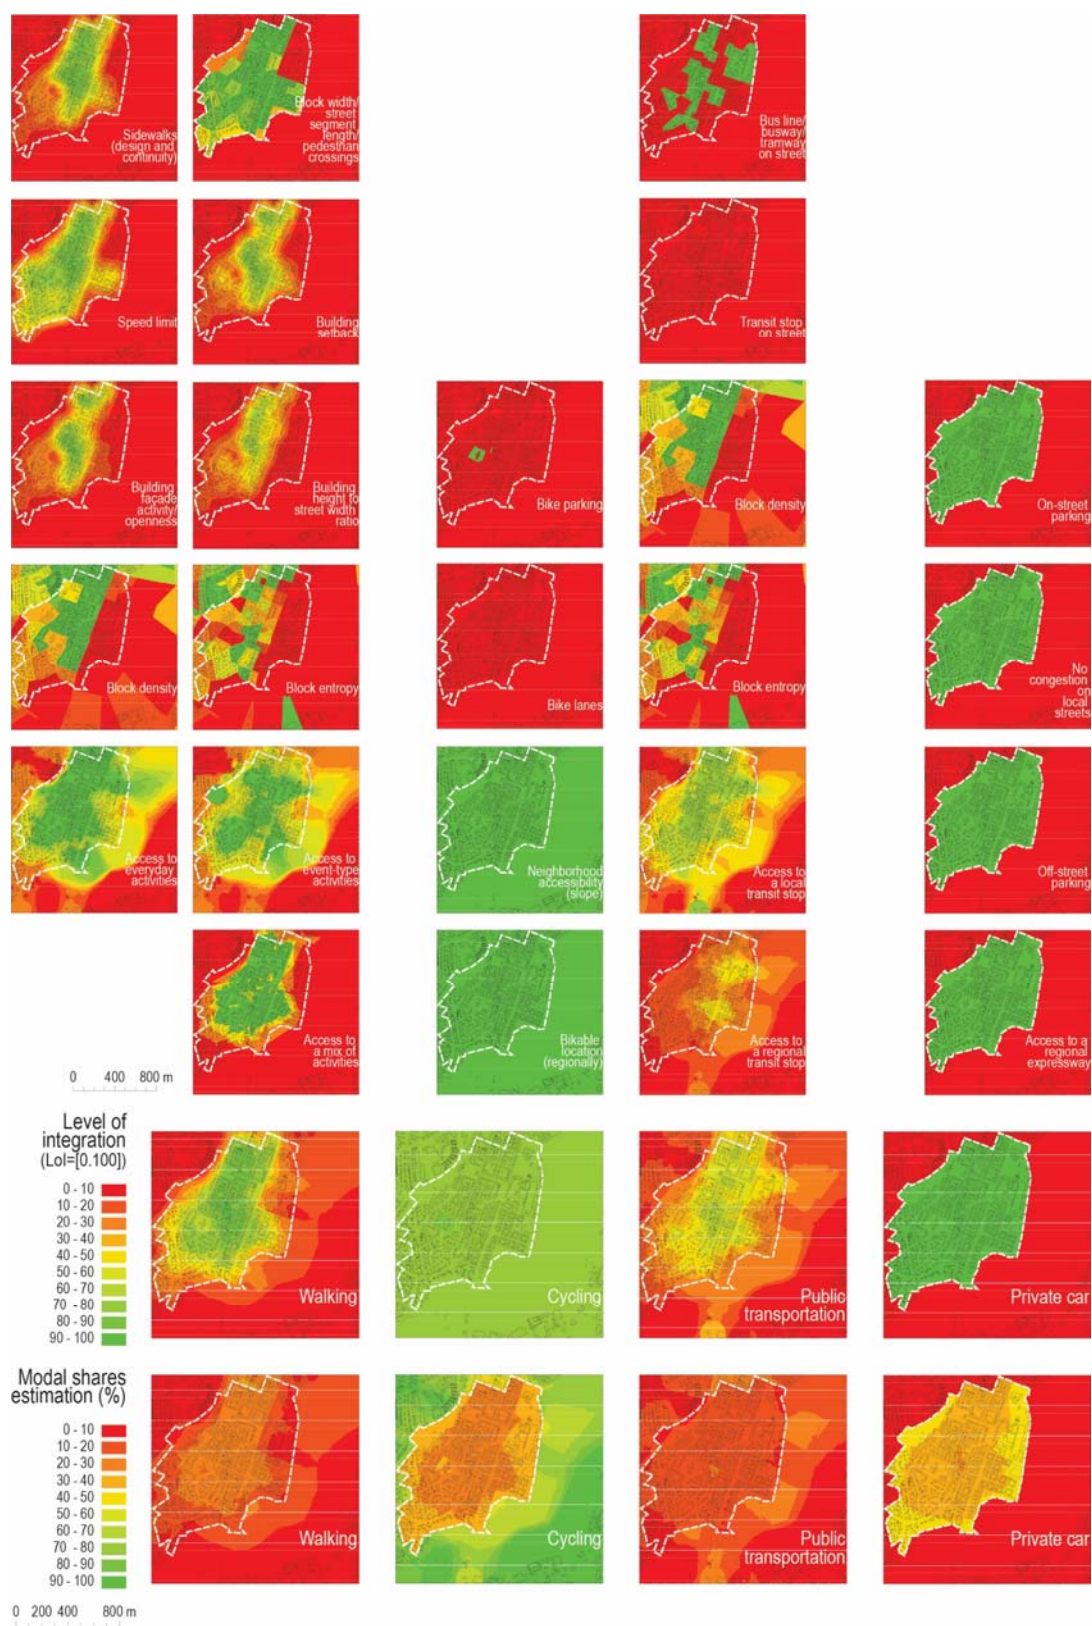 Sidewalks
(design and
continuity)
Block width/
street
segment
length/
pedestrian
crossings
Bus line/
busway/
tramway
on street
Speed limit
Building
setback
Transit stop
on street
Building
façade
activity/
openness
Building
height to
street width
ratio
Bike parking
Block density
On-street
parking
Block density
Block entropy
Bike lanes
Block entropy
No
congestion
on
local
streets
Access to
everyday
activities
Access to
event-type
activities
Neighborhood
accessibility
(slope)
Access to
a local
transit stop
Off-street
parking
Access to
a mix of
activities
Bikable
location
(regionally)
Access to
a regional
transit stop
Access to a
regional
expressway
0 400 800 m
Level of
integration
(LoI=[0.100])
0 - 10
10 - 20
20 - 30
30 - 40
40 - 50
50 - 60
60 - 70
70 - 80
80 - 90
90 - 100
Walking
Cycling
Public
transportation
Private car
Modal shares
estimation (%)
0 - 10
10 - 20
20 - 30
30 - 40
40 - 50
50 - 60
60 - 70
70 - 80
80 - 90
90 - 100
Walking
Cycling
Public
transportation
Private car
0 200 400 800 m